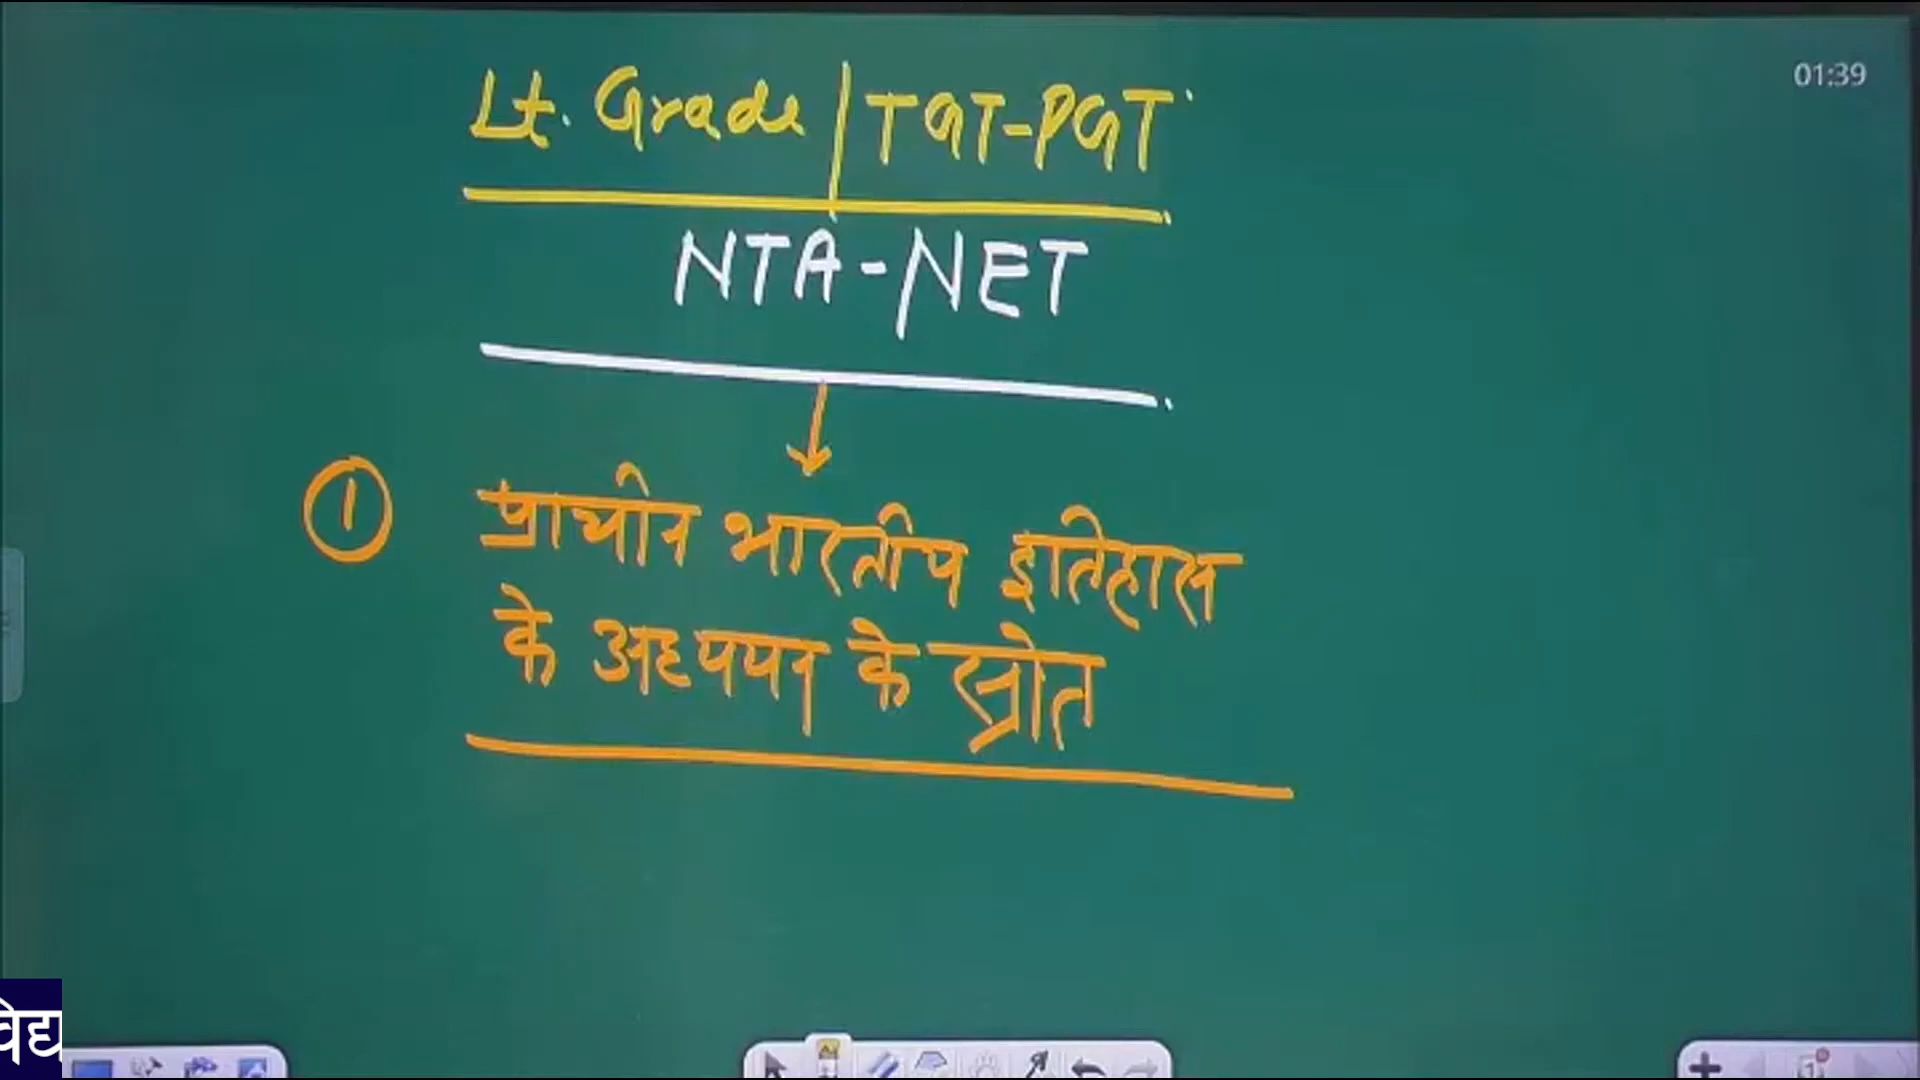 01:39
Lt. Grade | TGT-PGT
NTA-NET
① प्राचीन भारतीय इतिहास
के अध्ययन के स्रोत
विद्य